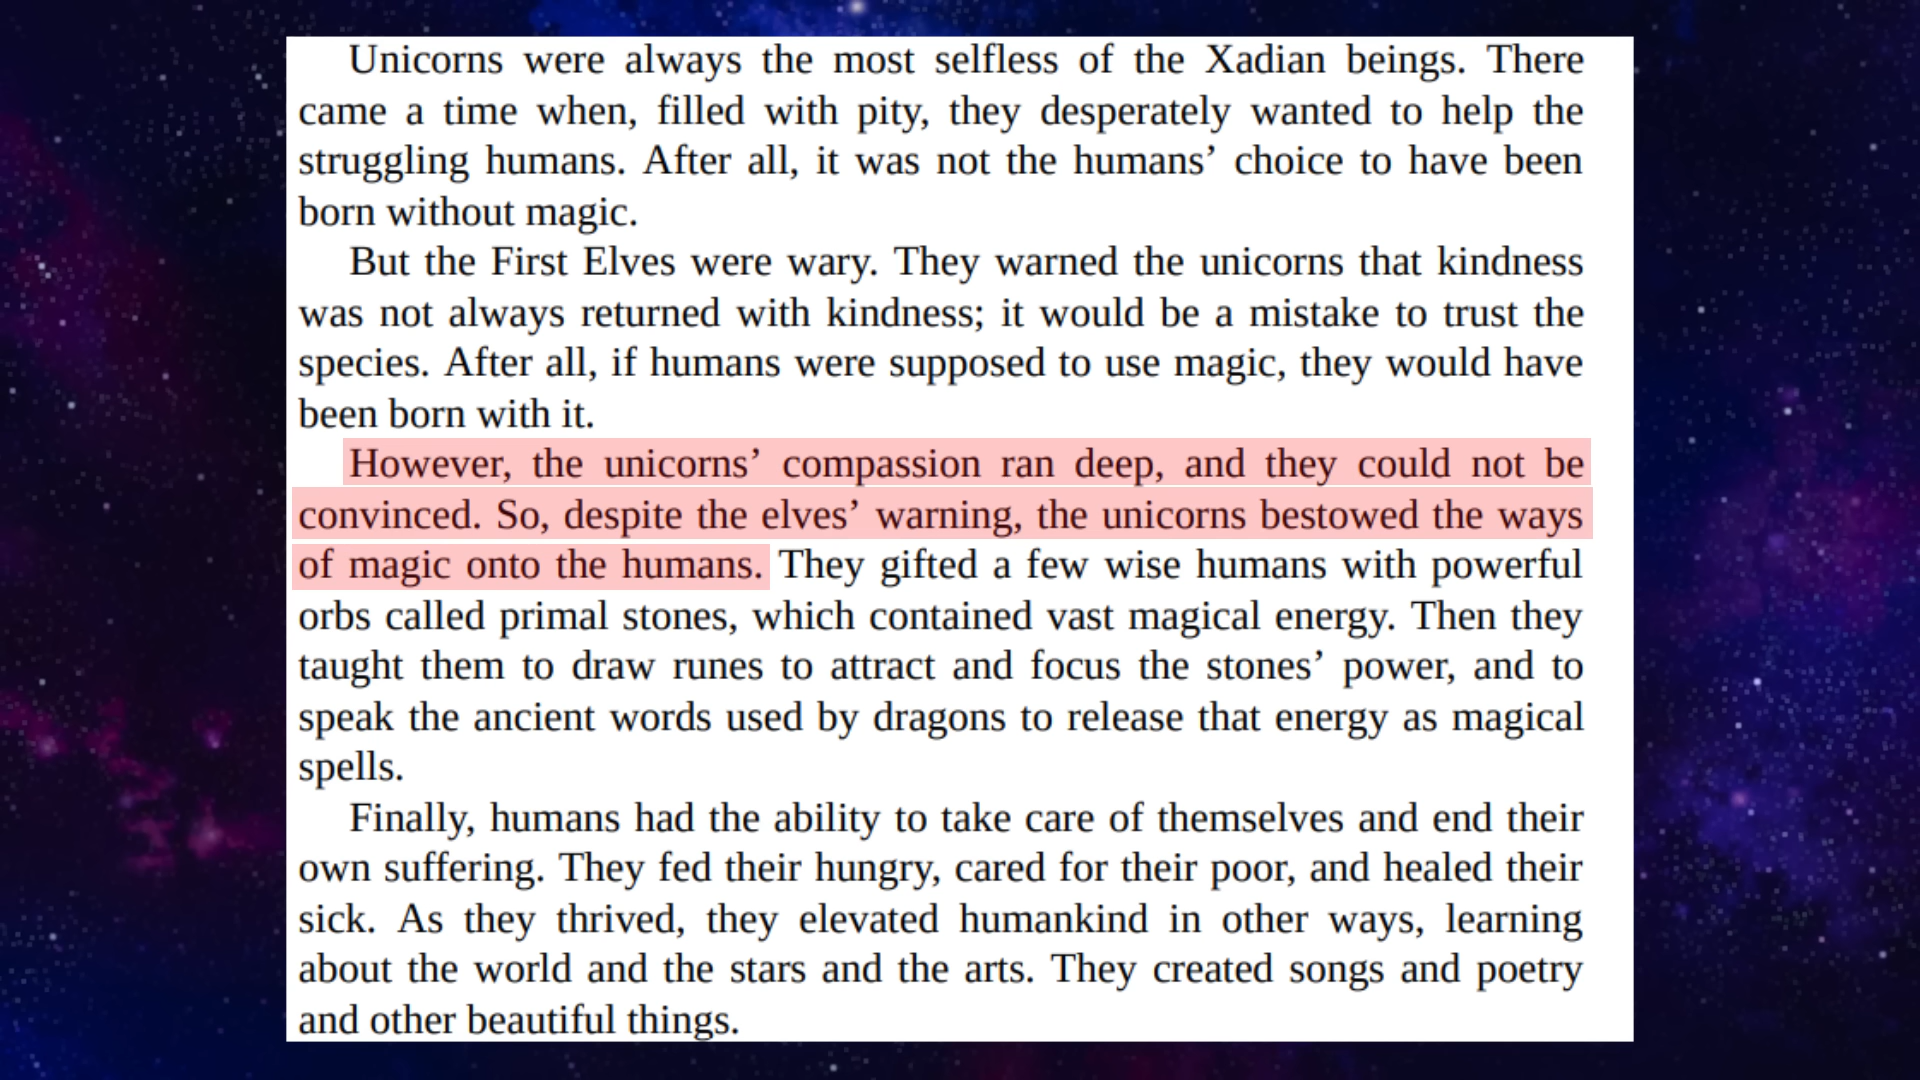 Unicorns were always the most selfless of the Xadian beings. There
came a time when, filled with pity, they desperately wanted to help the
struggling humans. After all, it was not the humans’ choice to have been
born without magic.
But the First Elves were wary. They warned the unicorns that kindness
was not always returned with kindness; it would be a mistake to trust the
species. After all, if humans were supposed to use magic, they would have
been born with it.
However, the unicorns’ compassion ran deep, and they could not be
convinced. So, despite the elves’ warning, the unicorns bestowed the ways
of magic onto the humans. They gifted a few wise humans with powerful
orbs called primal stones, which contained vast magical energy. Then they
taught them to draw runes to attract and focus the stones’ power, and to
speak the ancient words used by dragons to release that energy as magical
spells.
Finally, humans had the ability to take care of themselves and end their
own suffering. They fed their hungry, cared for their poor, and healed their
sick. As they thrived, they elevated humankind in other ways, learning
about the world and the stars and the arts. They created songs and poetry
and other beautiful things.